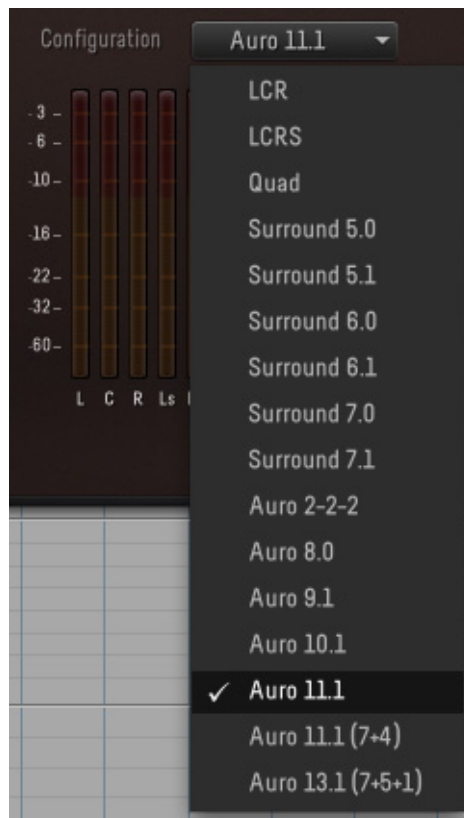 Configuration Auro 11.1
LCR
LCRS
Quad
Surround 5.0
Surround 5.1
Surround 6.0
Surround 6.1
Surround 7.0
Surround 7.1
Auro 2-2-2
Auro 8.0
Auro 9.1
Auro 10.1
✓ Auro 11.1
Auro 11.1 (7+4)
Auro 13.1 (7+5+1)
-3 –
-6 –
-10 –
-16 –
-22 –
-32 –
-60 –
L C R Ls